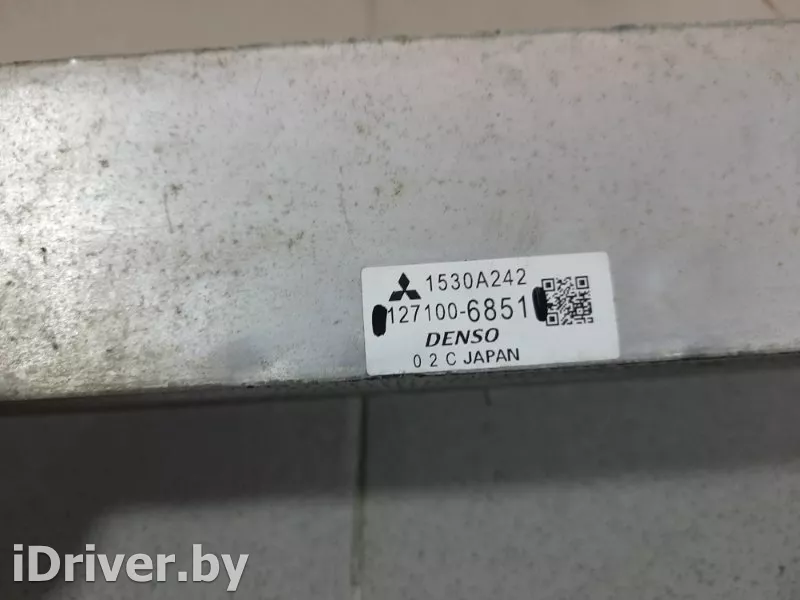 1530A242
127100-6851
DENSO
0 2 C JAPAN
iDriver.by